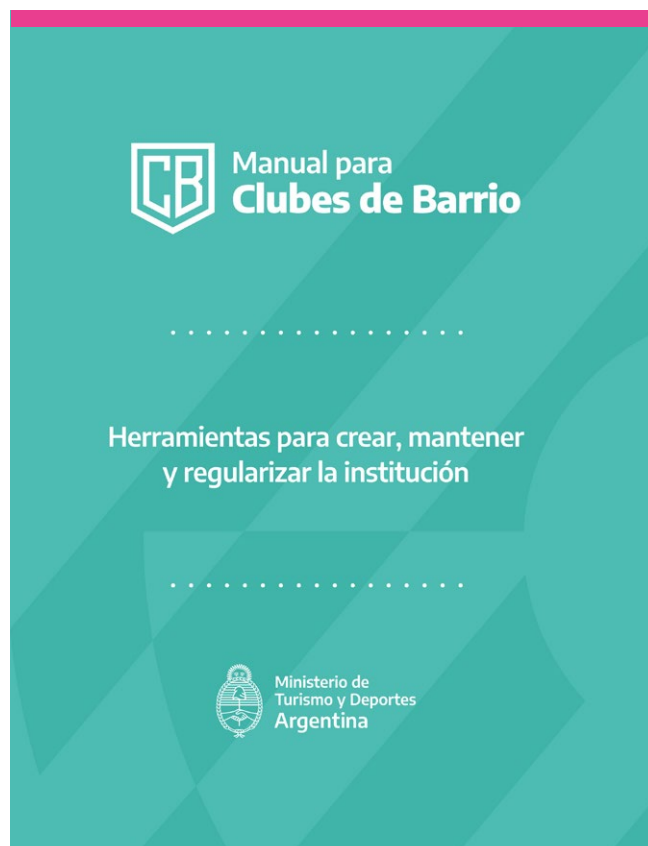 CB
Manual para
Clubes de Barrio
Herramientas para crear, mantener
y regularizar la institución
Ministerio de
Turismo y Deportes
Argentina